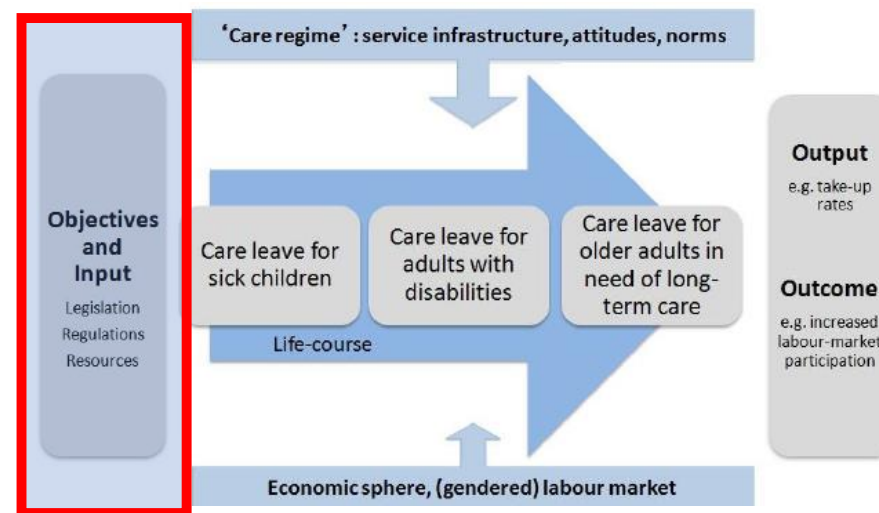 ‘Care regime’ : service infrastructure, attitudes, norms
Objectives
and
Input
Legislation
Regulations
Resources
Care leave for
sick children
Care leave for
adults with
disabilities
Care leave for
older adults in
need of long-
term care
Life-course
Output
e.g. take-up
rates
Outcome
e.g. increased
labour-market
participation
Economic sphere, (gendered) labour market